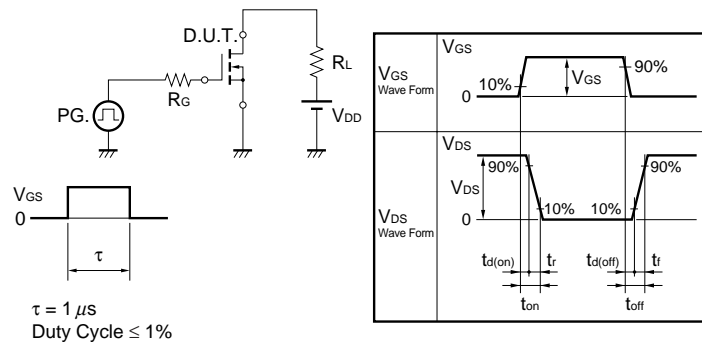 D.U.T.
RL
RG
PG.
VDD
VGS
0
τ
τ = 1 μs
Duty Cycle ≤ 1%
VGS
Wave Form
VGS
10%
VGS
90%
0
VDS
Wave Form
VDS
90%
90%
VDS
10%
10%
0
td(on)
tr
td(off)
tf
ton
toff